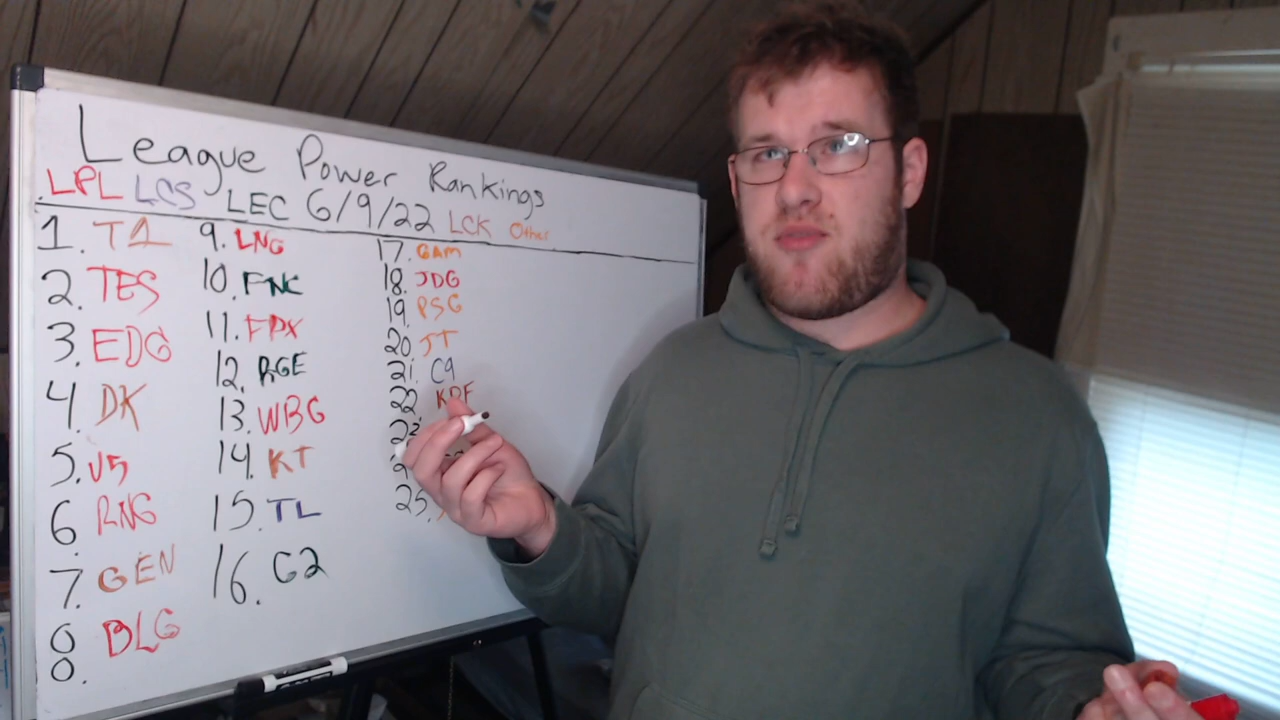 League Power Rankings
LPL LCS LEC 6/9/22 LCK Other
1. T1
2. TES
3. EDG
4. DK
5. V5
6 RNG
7. GEN
8. BLG
9. LNG
10. FNC
11. FPX
12. RGE
13. WBG
14. KT
15. TL
16. G2
17. GAM
18. JDG
19. PSG
20. JT
21. C9
22. KDF
25.